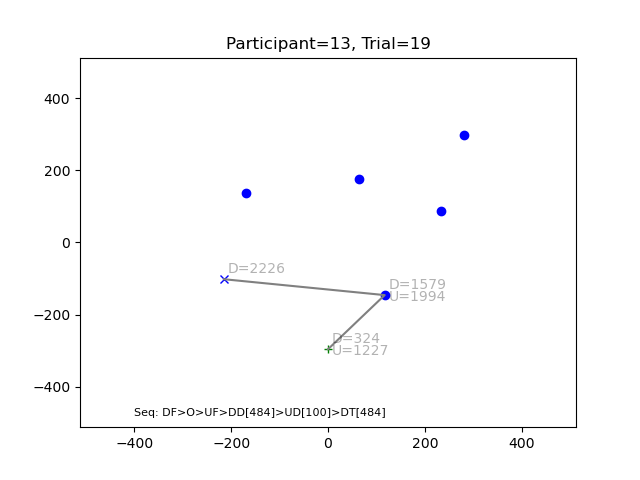 Participant=13, Trial=19
400
200
0
−200
−400
D=2226
D=1579
U=1994
D=324
U=1227
Seq: DF>O>UF>DD[484]>UD[100]>DT[484]
−400
−200
0
200
400